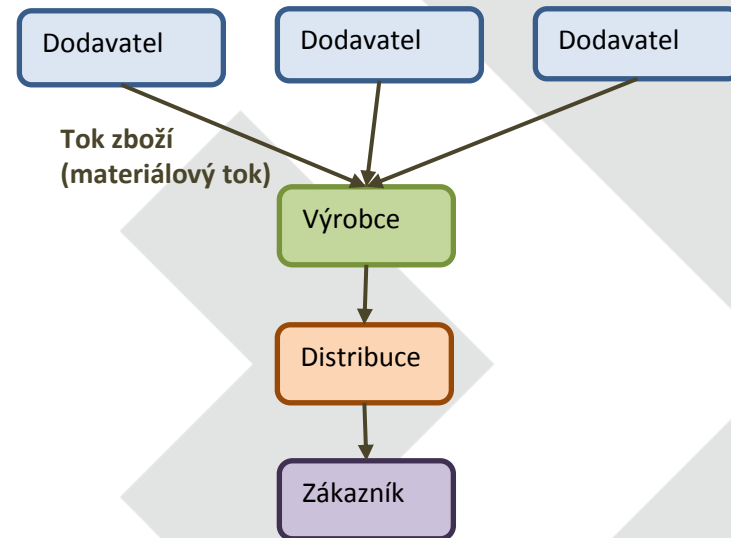 Dodavatel
Dodavatel
Dodavatel
Tok zboží
(materiálový tok)
Výrobce
Distribuce
Zákazník